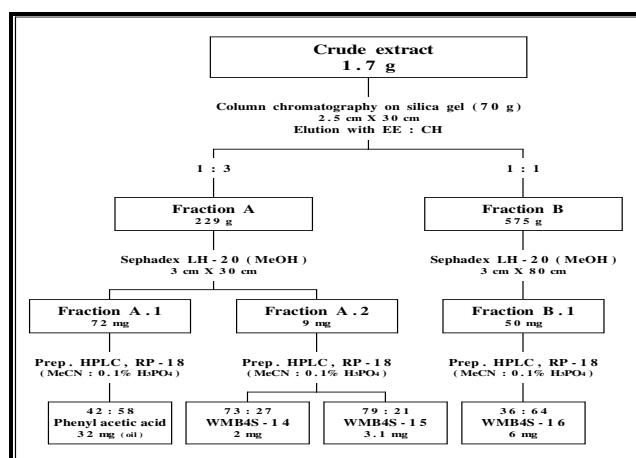 Crude extract
1.7 g
Column chromatography on silica gel (70 g)
2.5 cm X 30 cm
Elution with EE : CH
1 : 3
1 : 1
Fraction A
229 g
Fraction B
575 g
Sephadex LH-20 (MeOH)
3 cm X 30 cm
Sephadex LH-20 (MeOH)
3 cm X 80 cm
Fraction A.1
72 mg
Fraction A.2
9 mg
Fraction B.1
50 mg
Prep. HPLC, RP-18
(MeCN : 0.1% H3PO4)
Prep. HPLC, RP-18
(MeCN : 0.1% H3PO4)
Prep. HPLC, RP-18
(MeCN : 0.1% H3PO4)
42 : 58
Phenyl acetic acid
32 mg (oil)
73 : 27
WMB4S-14
2 mg
79 : 21
WMB4S-15
3.1 mg
36 : 64
WMB4S-16
6 mg